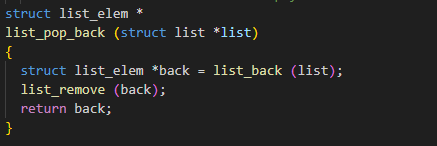 struct list_elem *
list_pop_back (struct list *list)
{
  struct list_elem *back = list_back (list);
  list_remove (back);
  return back;
}